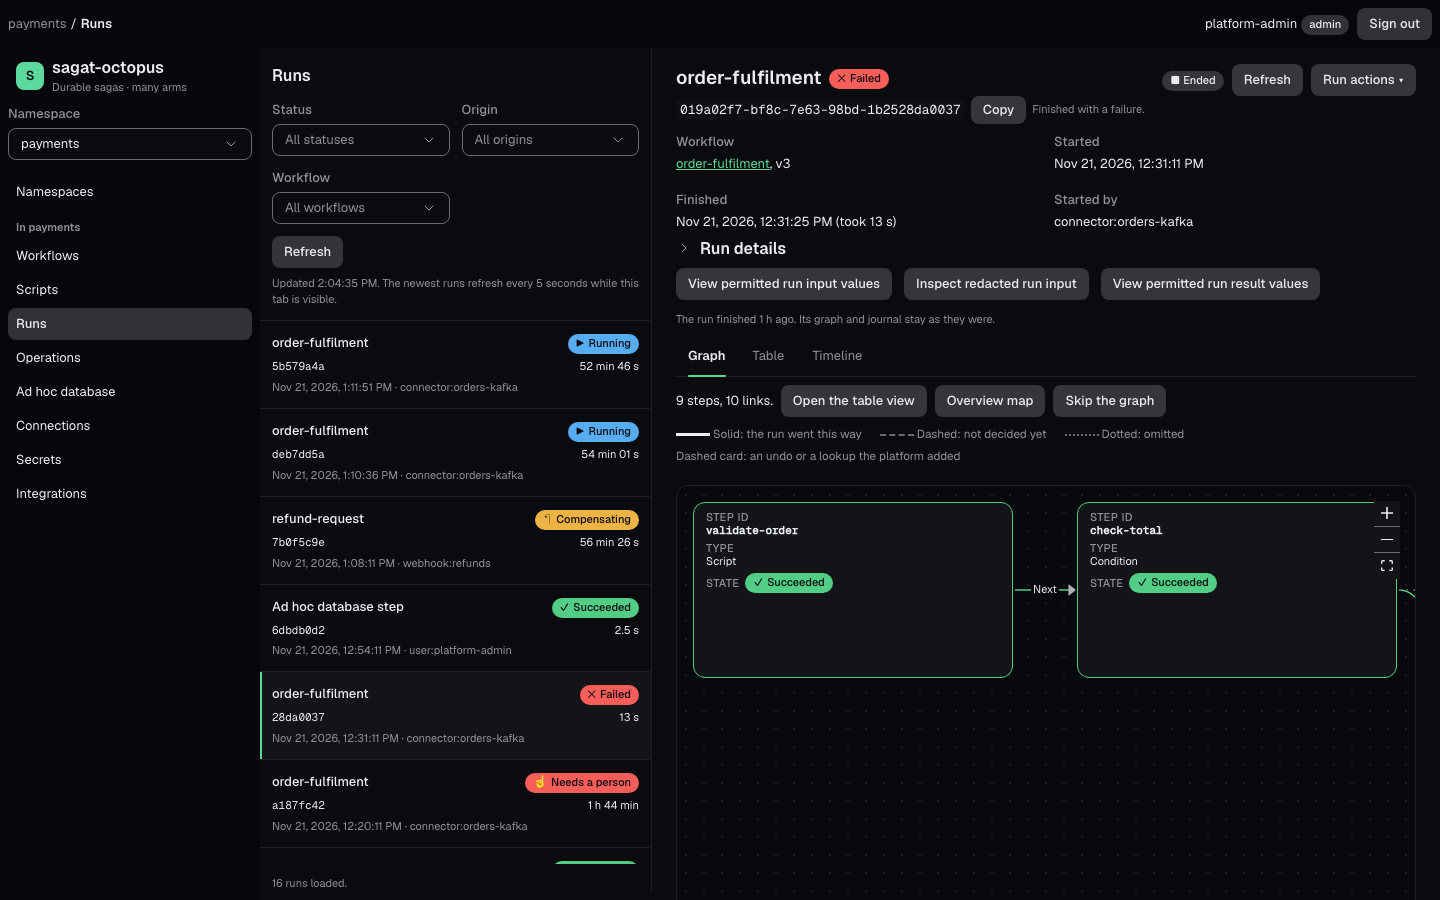 payments / Runs
platform-admin admin Sign out
S
sagat-octopus
Durable sagas · many arms
Namespace
payments
Namespaces
In payments
Workflows
Scripts
Runs
Operations
Ad hoc database
Connections
Secrets
Integrations
Runs
Status Origin
All statuses All origins
Workflow
All workflows
Refresh
Updated 2:04:35 PM. The newest runs refresh every 5 seconds while this
tab is visible.
order-fulfilment Running
5b579a4a 52 min 46 s
Nov 21, 2026, 1:11:51 PM · connector:orders-kafka
order-fulfilment Running
deb7dd5a 54 min 01 s
Nov 21, 2026, 1:10:36 PM · connector:orders-kafka
refund-request Compensating
7b0f5c9e 56 min 26 s
Nov 21, 2026, 1:08:11 PM · webhook:refunds
Ad hoc database step Succeeded
6dbdb0d2 2.5 s
Nov 21, 2026, 12:54:11 PM · user:platform-admin
order-fulfilment Failed
28da0037 13 s
Nov 21, 2026, 12:31:11 PM · connector:orders-kafka
order-fulfilment Needs a person
a187fc42 1 h 44 min
Nov 21, 2026, 12:20:11 PM · connector:orders-kafka
16 runs loaded.
order-fulfilment Failed
Ended Refresh Run actions
019a02f7-bf8c-7e63-98bd-1b2528da0037 Copy Finished with a failure.
Workflow Started
order-fulfilment, v3 Nov 21, 2026, 12:31:11 PM
Finished Started by
Nov 21, 2026, 12:31:25 PM (took 13 s) connector:orders-kafka
Run details
View permitted run input values Inspect redacted run input View permitted run result values
The run finished 1 h ago. Its graph and journal stay as they were.
Graph Table Timeline
9 steps, 10 links. Open the table view Overview map Skip the graph
Solid: the run went this way Dashed: not decided yet Dotted: omitted
Dashed card: an undo or a lookup the platform added
STEP ID
validate-order
TYPE
Script
STATE Succeeded
Next
STEP ID
check-total
TYPE
Condition
STATE Succeeded